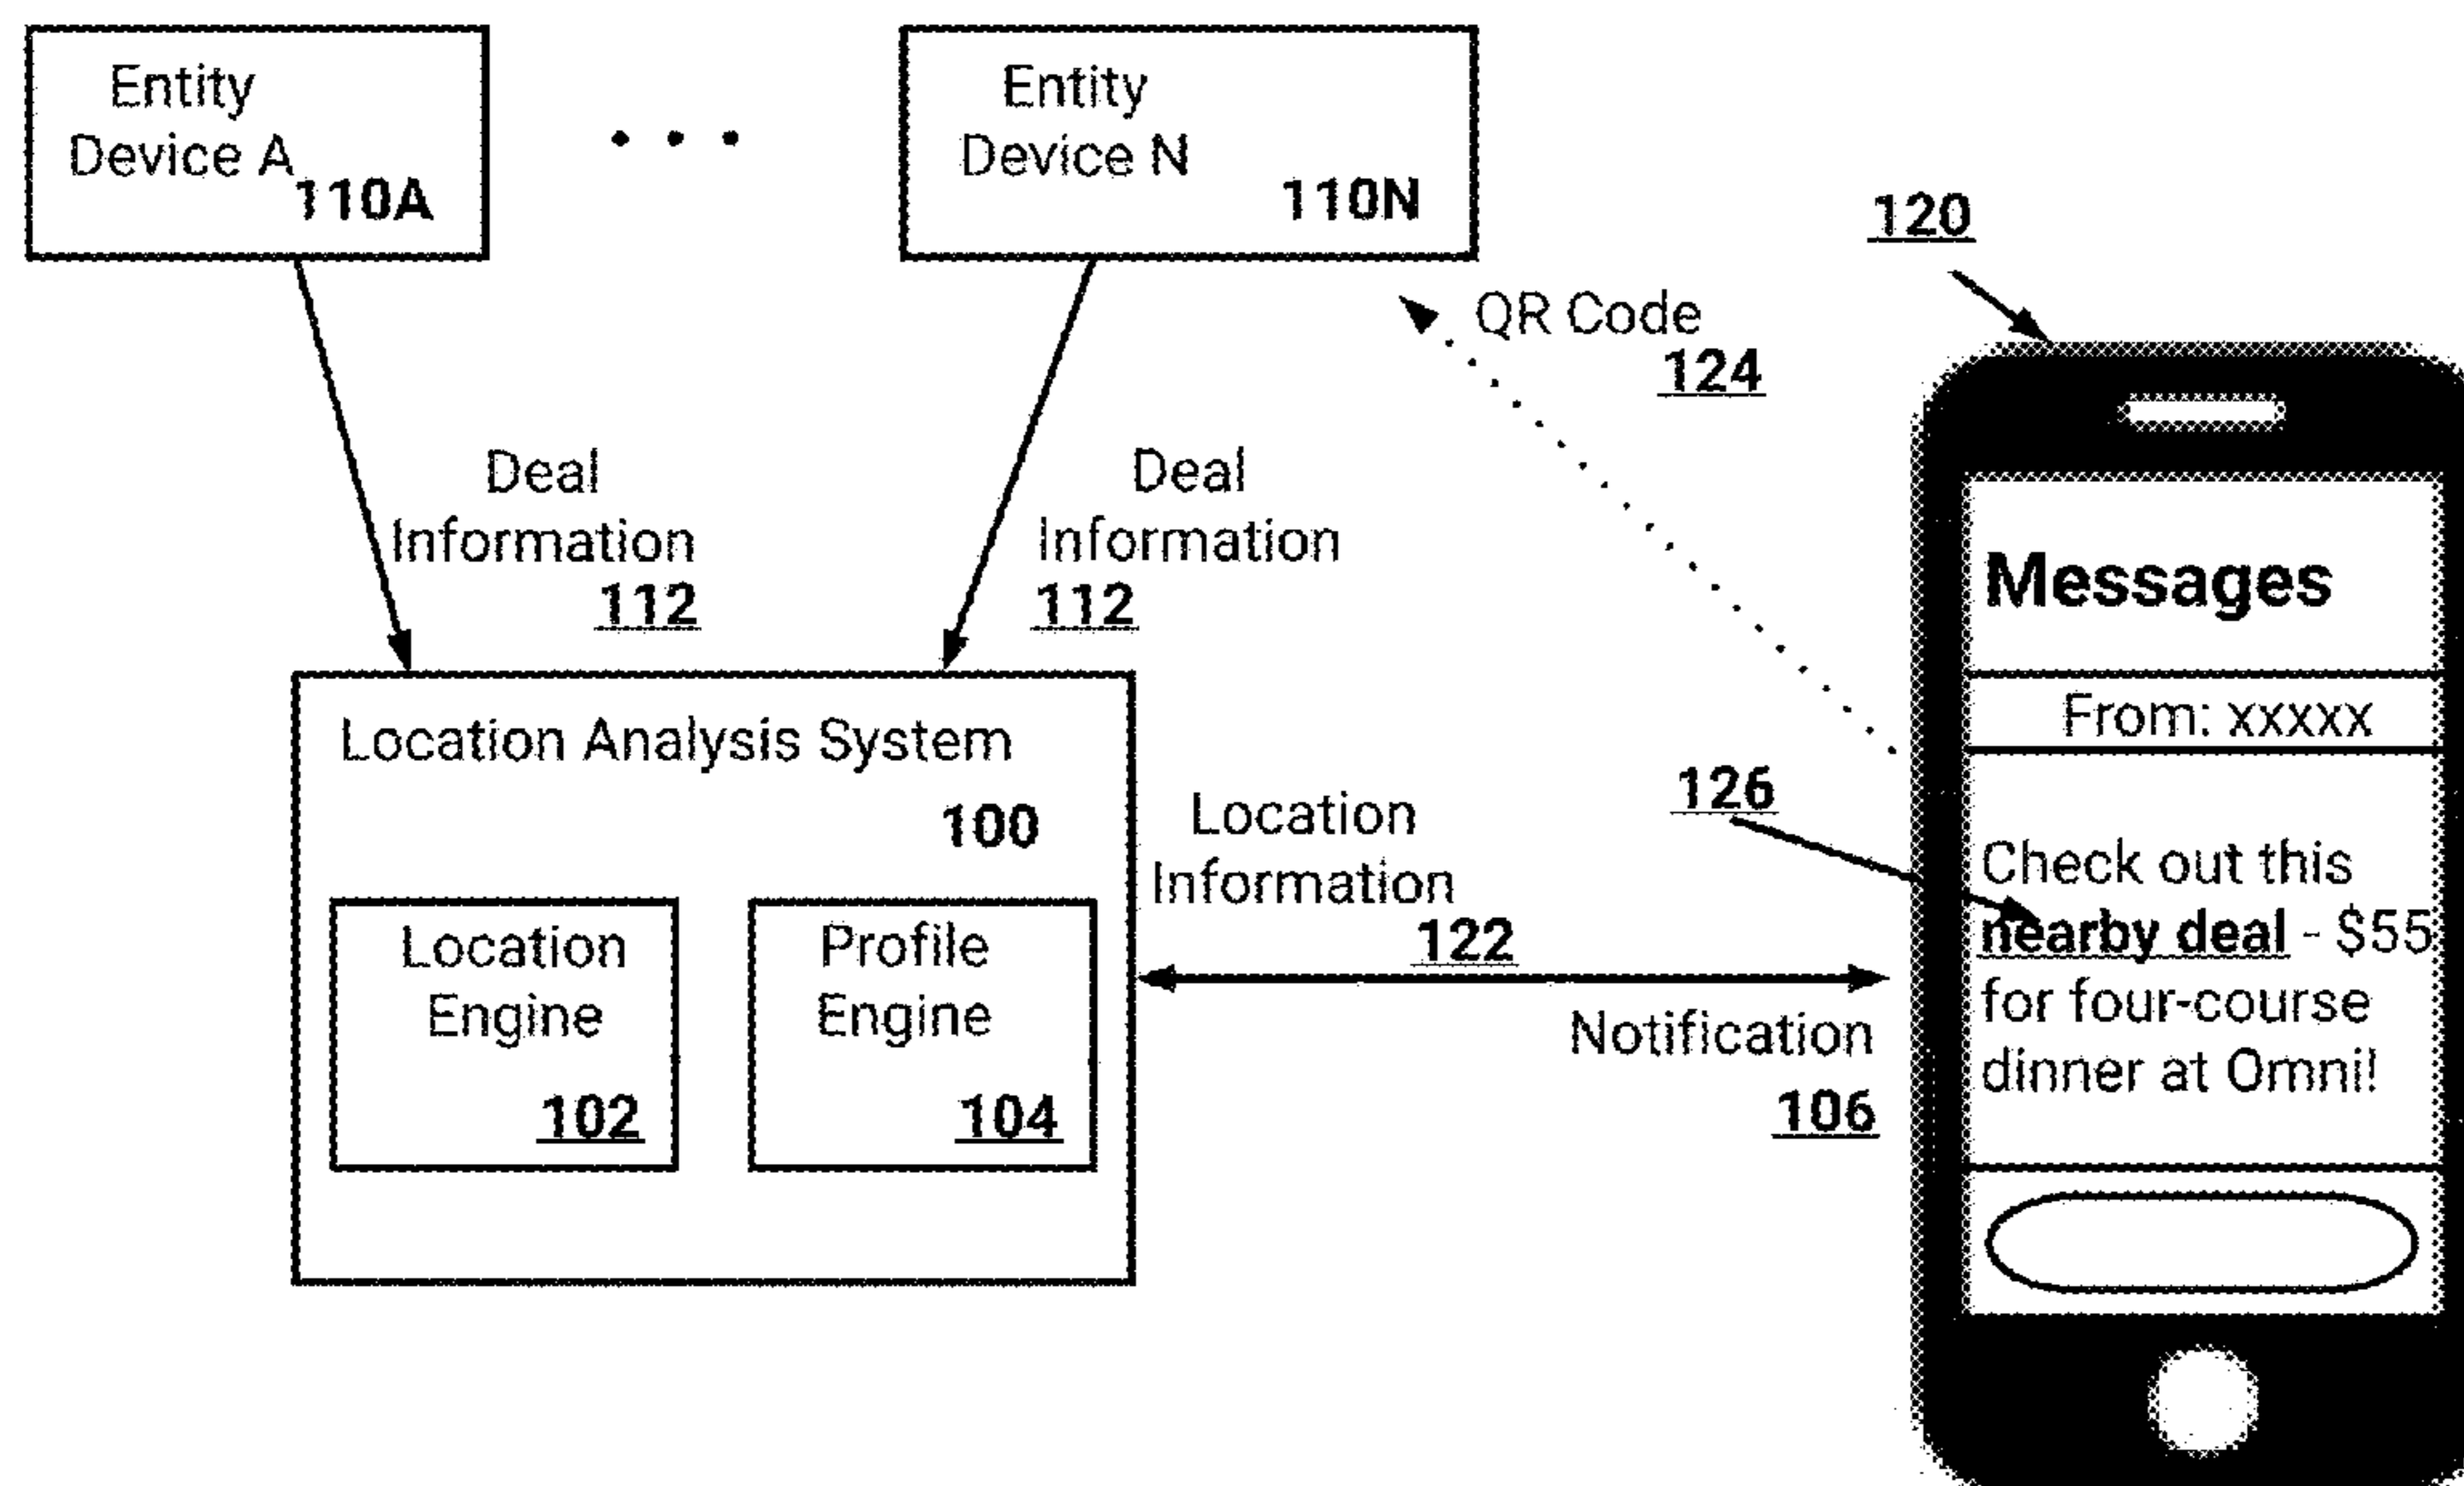 Entity
Device A
110A
Entity
Device N
110N
120
QR Code
124
Deal
Information
112
Deal
Information
112
Messages
From: xxxxx
Location Analysis System
100
126
Location
Information
122
Check out this
nearby deal - $55
for four-course
dinner at Omni!
Location
Engine
102
Profile
Engine
104
Notification
106